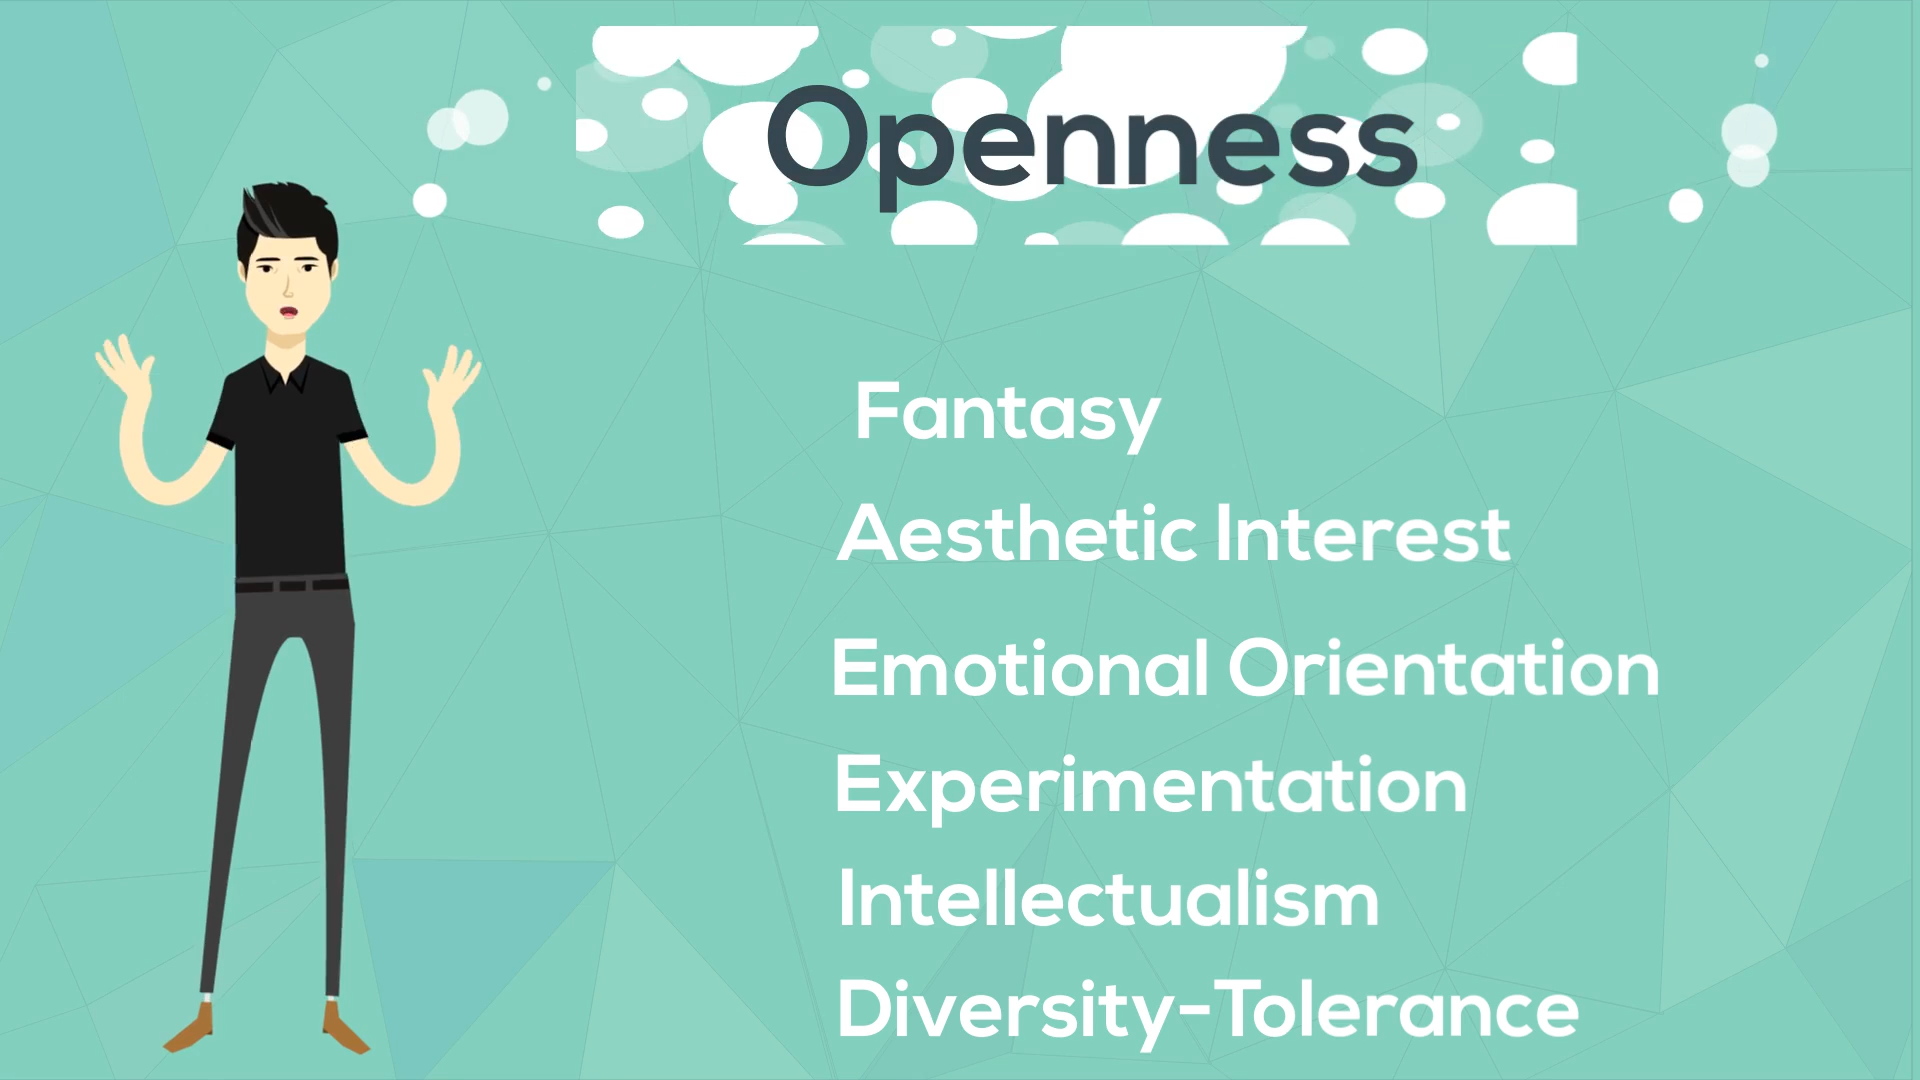 Openness
Fantasy
Aesthetic Interest
Emotional Orientation
Experimentation
Intellectualism
Diversity-Tolerance